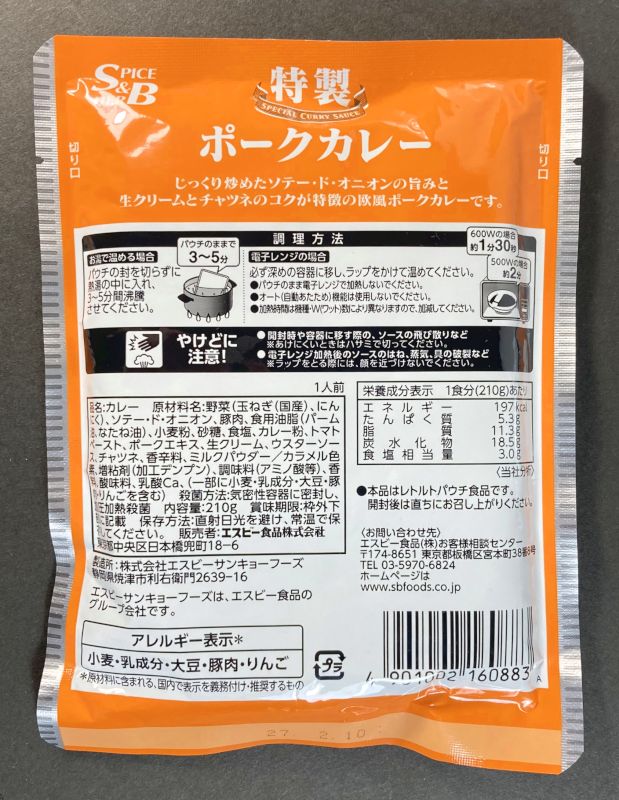 SPICE
&
HERB
S&B
特製
SPECIAL CURRY SAUCE
ポークカレー
切り口
切り口
じっくり炒めたソテー・ド・オニオンの旨みと
生クリームとチャツネのコクが特徴の欧風ポークカレーです。
調理方法
お湯で温める場合
パウチの封を切らずに
熱湯の中に入れ、
3〜5分間沸騰
させてください。
パウチのままで
3〜5分
電子レンジの場合
必ず深めの容器に移し、ラップをかけて温めてください。
●パウチのまま電子レンジで加熱しないでください。
●オート(自動あたため)機能は使用しないでください。
●加熱時間は機種・W(ワット)数により異なりますので、加減してください。
600Wの場合
約1分30秒
500Wの場合
約2分
やけどに
注意!
●開封時や容器に移す際の、ソースの飛び散りなど
※あけにくいときはハサミで切ってください。
●電子レンジ加熱後のソースのはね、蒸気、具の破裂など
※ラップをとる際には、顔を近づけないでください。
1人前
品名:カレー 原材料名:野菜(玉ねぎ(国産)、にん
にく)、ソテー・ド・オニオン、豚肉、食用油脂(パーム
油、なたね油)、小麦粉、砂糖、食塩、カレー粉、トマト
ペースト、ポークエキス、生クリーム、ウスターソー
ス、チャツネ、香辛料、ミルクパウダー/カラメル色
素、増粘剤(加工デンプン)、調味料(アミノ酸等)、香
料、酸味料、乳酸Ca、(一部に小麦・乳成分・大豆・豚
肉・りんごを含む) 殺菌方法:気密性容器に密封し、
加圧加熱殺菌 内容量:210g 賞味期限:枠外下
部に記載 保存方法:直射日光を避け、常温で保
存してください。 販売者:エスビー食品株式会社
東京都中央区日本橋兜町18-6
製造所:株式会社エスビーサンキョーフーズ
静岡県焼津市利右衛門2639-16
エスビーサンキョーフーズは、エスビー食品の
グループ会社です。
アレルギー表示*
小麦・乳成分・大豆・豚肉・りんご
*原材料に含まれる、国内で表示を義務付け・推奨するもの
栄養成分表示 1食分(210g)あたり
エネルギー 197 kcal
たんぱく質 5.3g
脂質 11.3g
炭水化物 18.5g
食塩相当量 3.0g
〈当社分析〉
●本品はレトルトパウチ食品です。
開封後は直ちにお召し上がりください。
〈お問い合わせ先〉
エスビー食品(株)お客様相談センター
〒174-8651 東京都板橋区宮本町38番8号
TEL 03-5970-6824
ホームページは
www.sbfoods.co.jp
プラ
4 901002 160883 A
27. 2.10